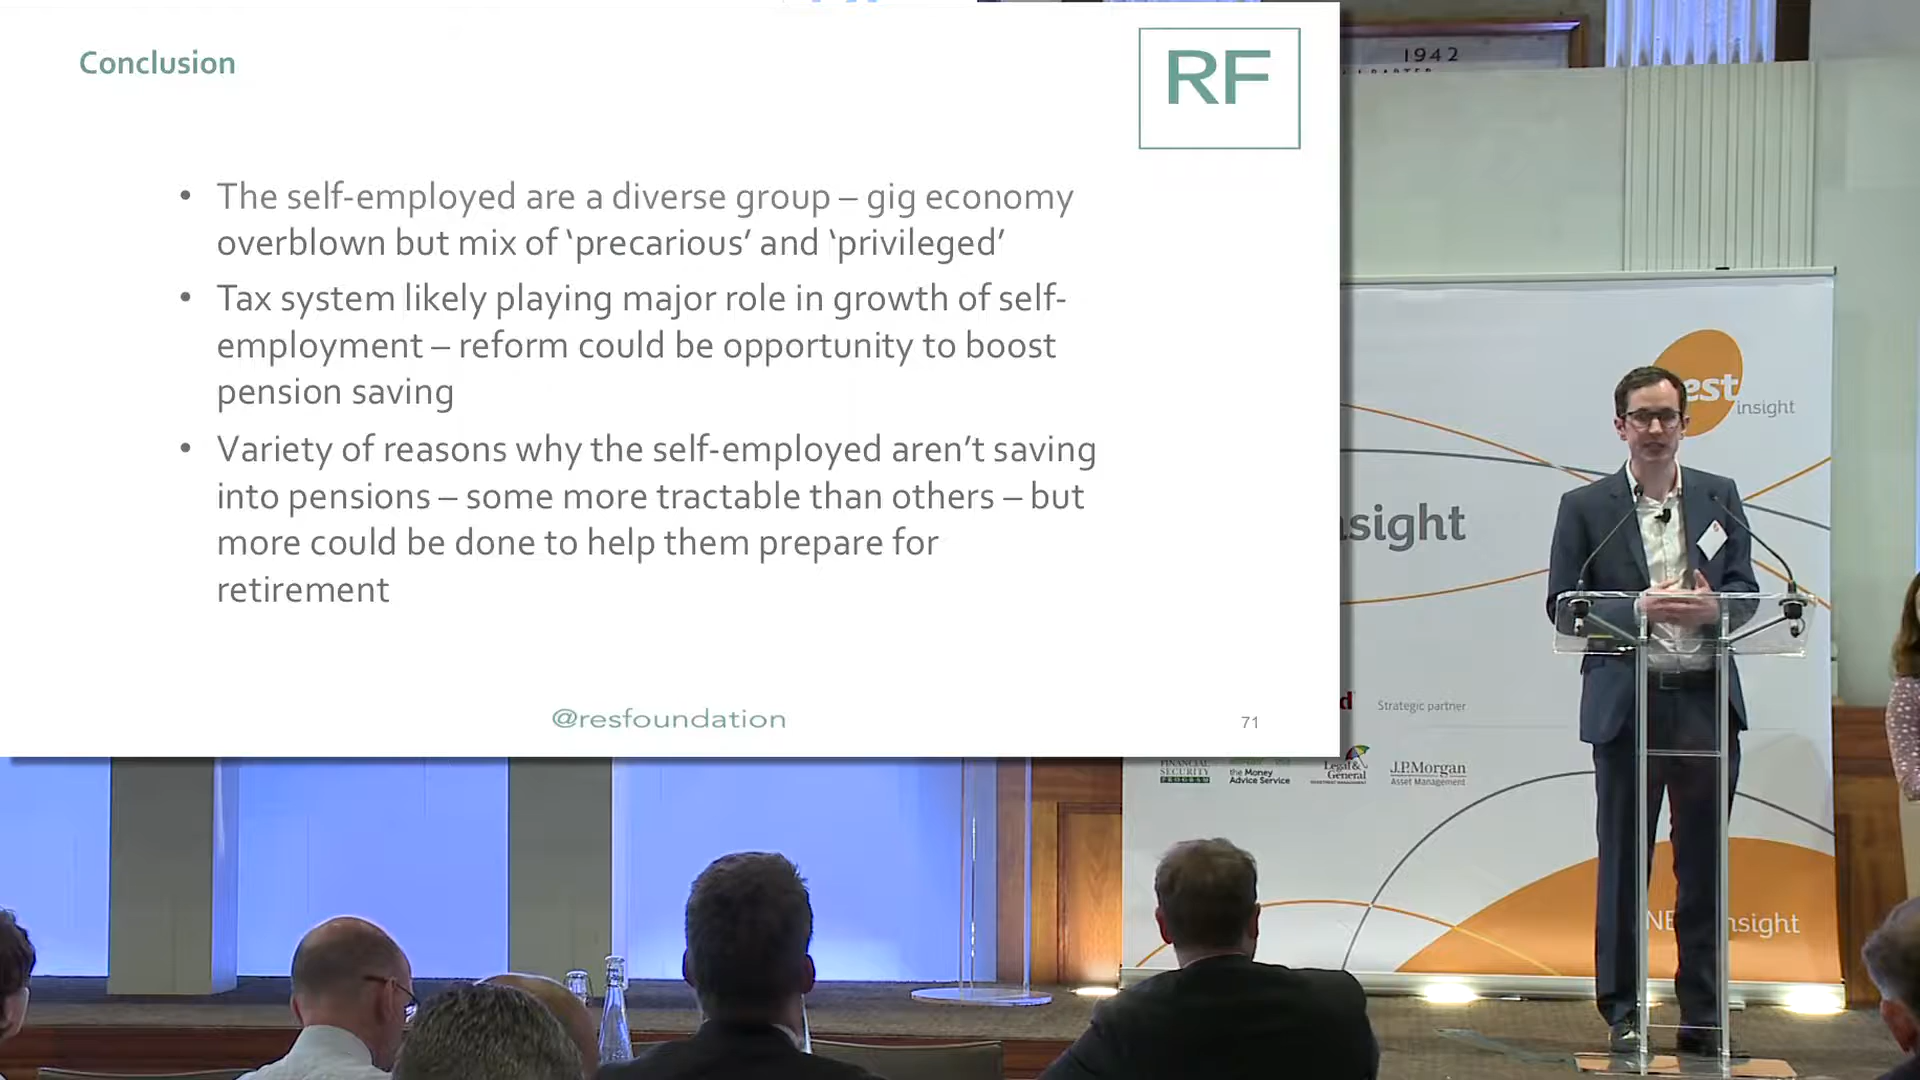 Conclusion
RF
• The self-employed are a diverse group – gig economy
overblown but mix of ‘precarious’ and ‘privileged’
• Tax system likely playing major role in growth of self-
employment – reform could be opportunity to boost
pension saving
• Variety of reasons why the self-employed aren’t saving
into pensions – some more tractable than others – but
more could be done to help them prepare for
retirement
@resfoundation
71
1942
est
insight
sight
Strategic partner
FINANCIAL
SECURITY
PROGRAM
the Money
Advice Service
Legal &
General
J.P.Morgan
Asset Management
NE
nsight